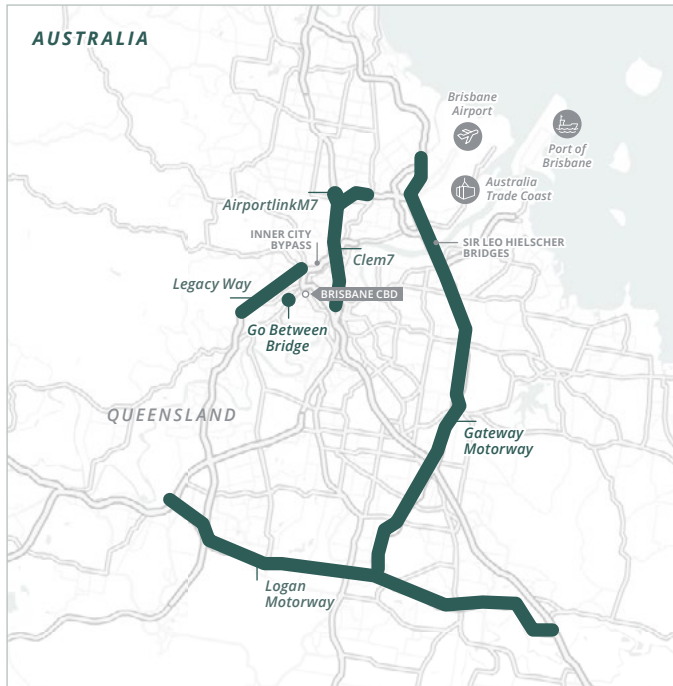 AUSTRALIA
Brisbane
Airport
Port of
Brisbane
Australia
Trade Coast
AirportlinkM7
INNER CITY
BYPASS
SIR LEO HIELSCHER
BRIDGES
Clem7
Legacy Way
BRISBANE CBD
Go Between
Bridge
QUEENSLAND
Gateway
Motorway
Logan
Motorway